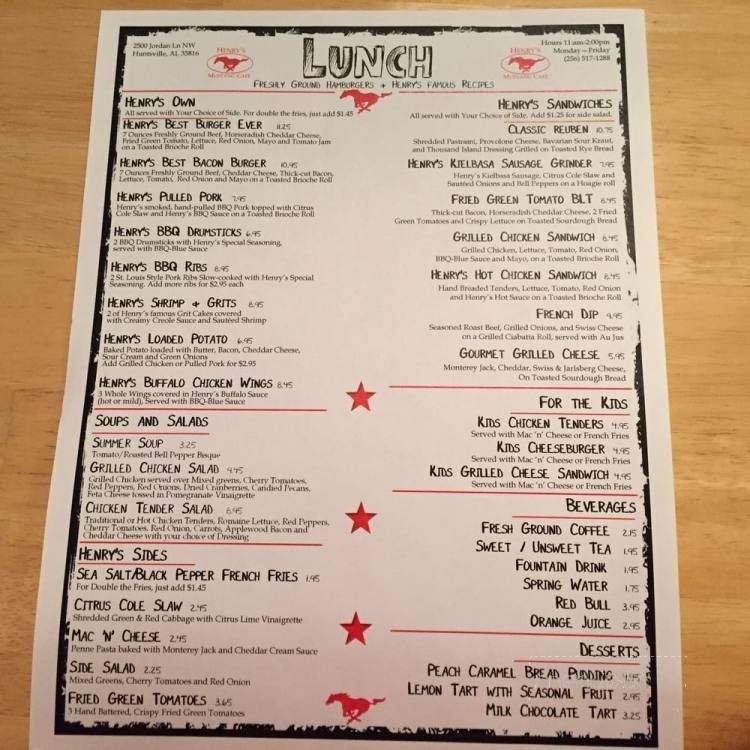 2500 Jordan Ln NW
Huntsville, AL 35816
Henry's
Mustang Cafe
Lunch
Freshly Ground Hamburgers + Henry's famous Recipes
Henry's
Mustang Cafe
Hours 11 am-2:00pm
Monday – Friday
(256) 517-1288
Henry's Own
All served with Your Choice of Side. For double the fries, just add $1.45
Henry's Best Burger Ever 11.25
7 Ounces Freshly Ground Beef, Horseradish Cheddar Cheese,
Fried Green Tomato, Lettuce, Red Onion, Mayo and Tomato Jam
on a Toasted Brioche Roll
Henry's Best Bacon Burger 10.95
7 Ounces Freshly Ground Beef, Cheddar Cheese, Thick-cut Bacon,
Lettuce, Tomato, Red Onion and Mayo on a Toasted Brioche Roll
Henry's Pulled Pork 7.95
Henry's smoked, hand-pulled BBQ Pork topped with Citrus
Cole Slaw and Henry's BBQ Sauce on a Toasted Brioche Roll
Henry's BBQ Drumsticks 6.95
2 BBQ Drumsticks with Henry's Special Seasoning,
served with BBQ-Blue Sauce
Henry's BBQ Ribs 8.95
2 St. Louis Style Pork Ribs Slow-cooked with Henry's Special
Seasoning. Add more ribs for $2.95 each
Henry's Shrimp + Grits 8.95
2 of Henry's famous Grit Cakes covered
with Creamy Creole Sauce and Sautéed Shrimp
Henry's Loaded Potato 6.95
Baked Potato loaded with Butter, Bacon, Cheddar Cheese,
Sour Cream and Green Onions
Add Grilled Chicken or Pulled Pork for $2.95
Henry's Buffalo Chicken Wings 8.45
3 Whole Wings covered in Henry's Buffalo Sauce
(hot or mild), Served with BBQ-Blue Sauce
Soups and Salads
Summer Soup 3.25
Tomato/Roasted Bell Pepper Bisque
Grilled Chicken Salad 9.45
Grilled Chicken served over Mixed greens, Cherry Tomatoes,
Red Peppers, Red Onions, Dried Cranberries, Candied Pecans,
Feta Cheese tossed in Pomegranate Vinaigrette
Chicken Tender Salad 8.95
Traditional or Hot Chicken Tenders, Romaine Lettuce, Red Peppers,
Cherry Tomatoes, Red Onion, Carrots, Applewood Bacon and
Cheddar Cheese with your choice of Dressing
Henry's Sides
Sea Salt/Black Pepper French Fries 1.95
For Double the Fries, just add $1.45
Citrus Cole Slaw 2.45
Shredded Green & Red Cabbage with Citrus Lime Vinaigrette
Mac 'n' Cheese 2.45
Penne Pasta baked with Monterey Jack and Cheddar Cream Sauce
Side Salad 2.25
Mixed Greens, Cherry Tomatoes and Red Onion
Fried Green Tomatoes 3.65
3 Hand Battered, Crispy Fried Green Tomatoes
Henry's Sandwiches
All served with Your Choice of Side. Add $1.25 for side salad.
Classic Reuben 10.75
Shredded Pastrami, Provolone Cheese, Bavarian Sour Kraut,
and Thousand Island Dressing Grilled on Toasted Rye Bread
Henry's Kielbasa Sausage Grinder 7.95
Henry's Kielbasa Sausage, Citrus Cole Slaw and
Sautéed Onions and Bell Peppers on a Hoagie roll
Fried Green Tomato BLT 8.45
Thick-cut Bacon, Horseradish Cheddar Cheese, 2 Fried
Green Tomatoes and Crispy Lettuce on Toasted Sourdough Bread
Grilled Chicken Sandwich 8.45
Grilled Chicken, Lettuce, Tomato, Red Onion,
BBQ-Blue Sauce and Mayo, on a Toasted Brioche Roll
Henry's Hot Chicken Sandwich 8.45
Hand Breaded Tenders, Lettuce, Tomato, Red Onion
and Henry's Hot Sauce on a Toasted Brioche Roll
French Dip 9.95
Seasoned Roast Beef, Grilled Onions, and Swiss Cheese
on a Grilled Ciabatta Roll, served with Au Jus
Gourmet Grilled Cheese 5.95
Monterey Jack, Cheddar, Swiss & Jarlsberg Cheese,
On Toasted Sourdough Bread
For the Kids
Kids Chicken Tenders 4.95
Served with Mac 'n' Cheese or French Fries
Kids Cheeseburger 4.95
Served with Mac 'n' Cheese or French Fries
Kids Grilled Cheese Sandwich 4.95
Served with Mac 'n' Cheese or French Fries
Beverages
Fresh Ground Coffee 2.15
Sweet / Unsweet Tea 1.95
Fountain Drink 1.95
Spring Water 1.75
Red Bull 3.95
Orange Juice 2.95
Desserts
Peach Caramel Bread Pudding 4.95
Lemon Tart with Seasonal Fruit 2.95
Milk Chocolate Tart 3.25